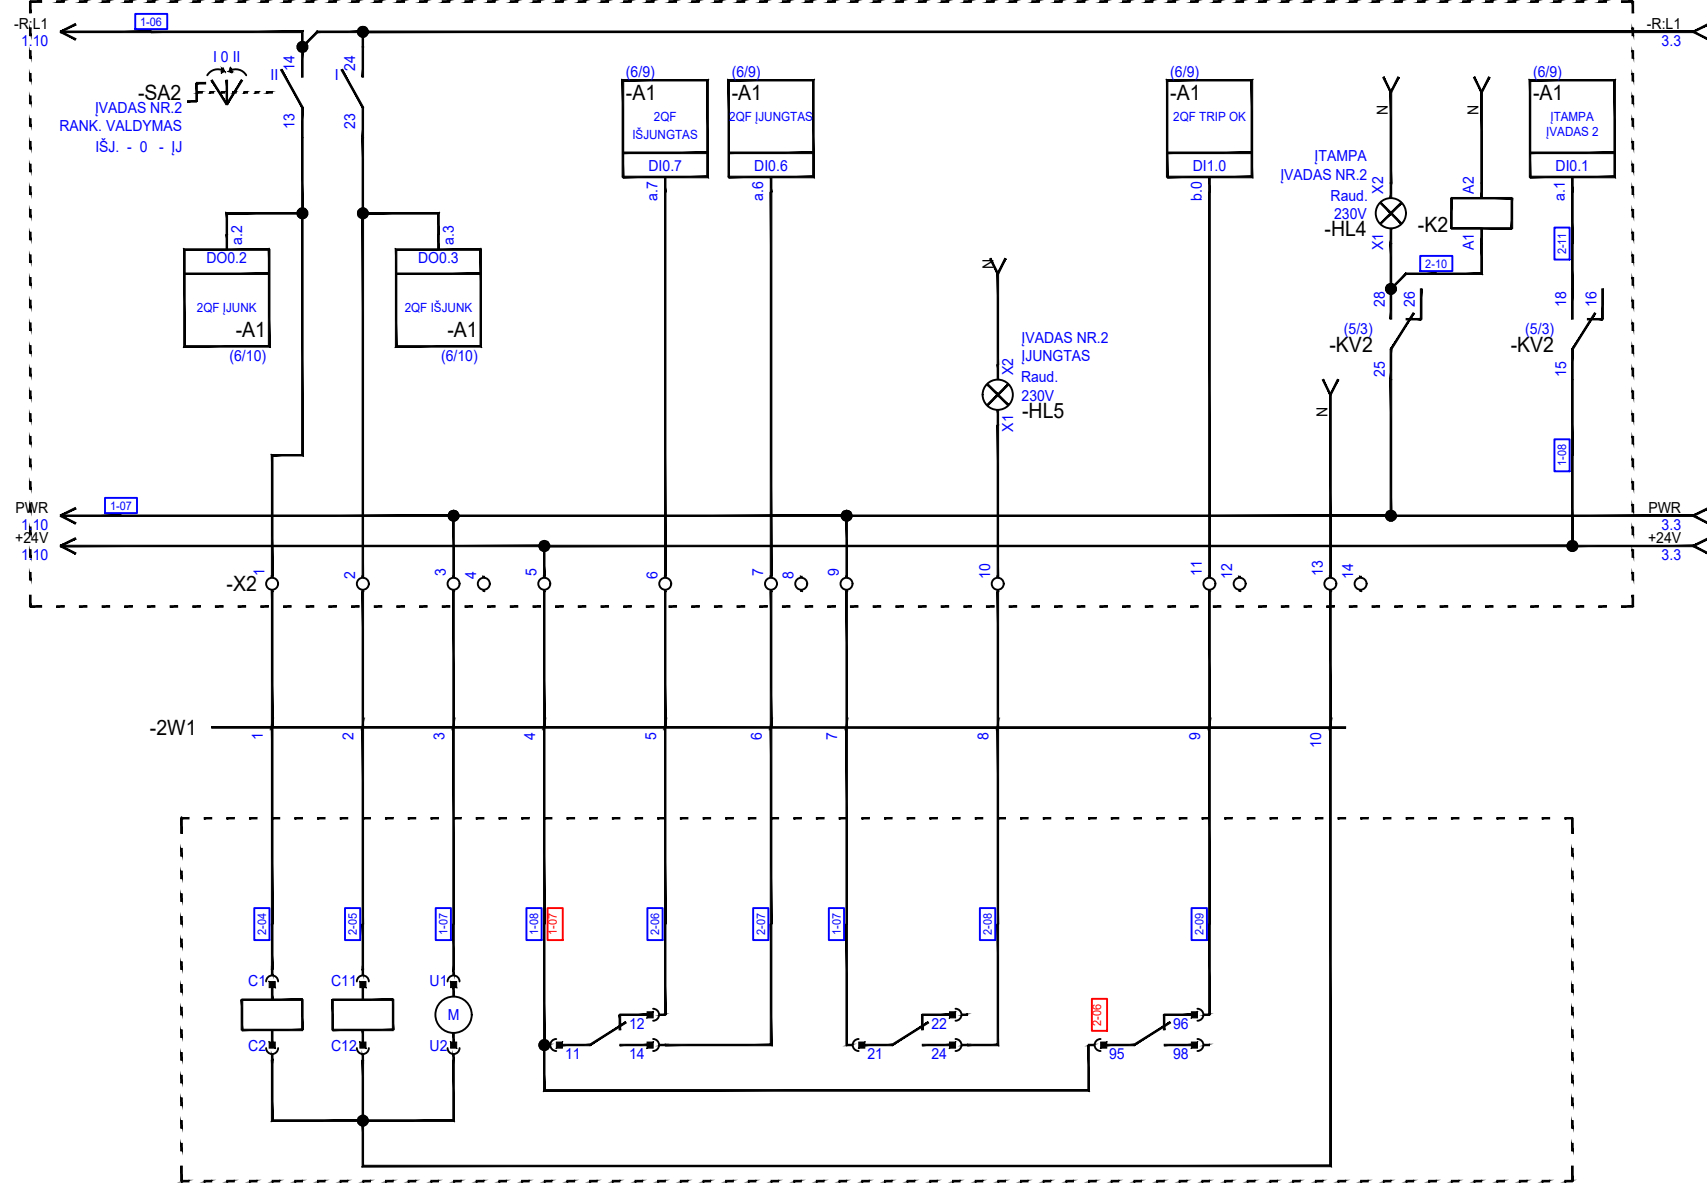 -R:L1
1.10
1-06
-R:L1
3.3
I 0 II
-SA2
ĮVADAS NR.2
RANK. VALDYMAS
IŠJ. - 0 - ĮJ
II
14
13
I
24
23
a.2
DO0.2
2QF ĮJUNK
-A1
(6/10)
a.3
DO0.3
2QF IŠJUNK
-A1
(6/10)
(6/9)
-A1
2QF
IŠJUNGTAS
DI0.7
a.7
(6/9)
-A1
2QF ĮJUNGTAS
DI0.6
a.6
(6/9)
-A1
2QF TRIP OK
DI1.0
b.0
(6/9)
-A1
ĮTAMPA
ĮVADAS 2
DI0.1
a.1
N
N
ĮTAMPA
ĮVADAS NR.2
Raud.
230V
-HL4
X2
X1
-K2
A2
A1
2-10
2-11
28
26
(5/3)
-KV2
25
18
16
(5/3)
-KV2
15
1-08
N
ĮVADAS NR.2
ĮJUNGTAS
Raud.
230V
-HL5
X2
X1
N
PWR
1.10
1-07
PWR
3.3
+24V
1.10
+24V
3.3
-X2
1
2
3
4
5
6
7
8
9
10
11
12
13
14
-2W1
1
2
3
4
5
6
7
8
9
10
2-04
2-05
1-07
1-08
1-07
2-06
2-07
1-07
2-08
2-09
C1
C11
U1
M
C2
C12
U2
11
12
14
21
22
24
2-06
95
96
98